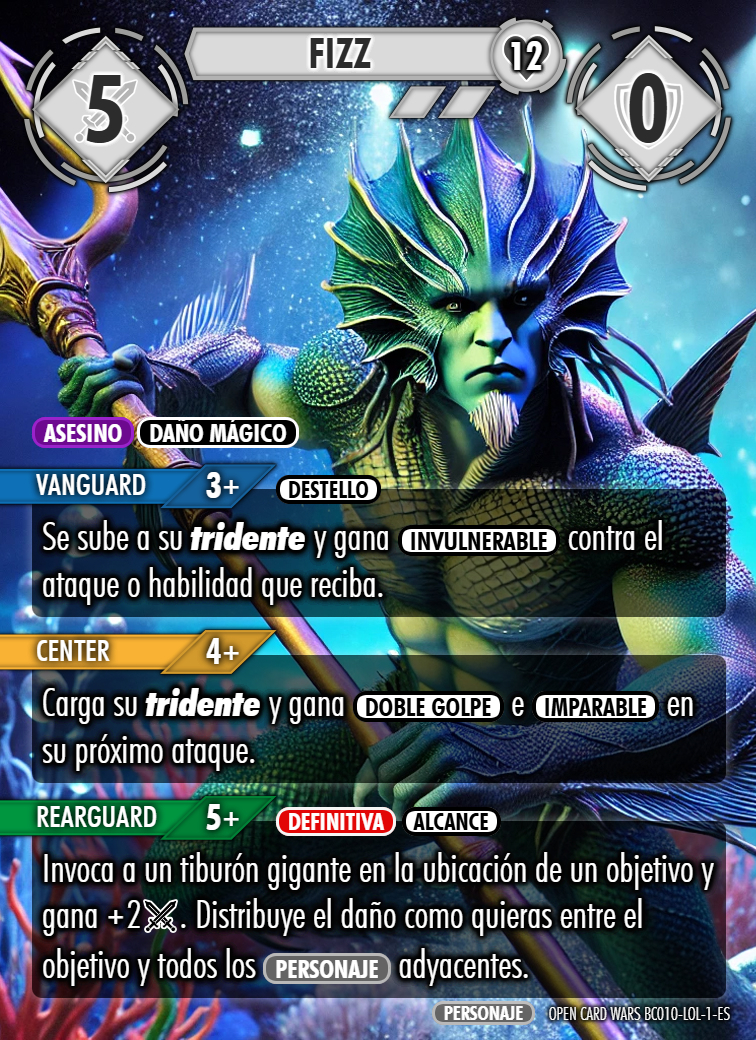 5
FIZZ
12
0
ASESINO DAÑO MÁGICO
VANGUARD 3+ DESTELLO
Se sube a su tridente y gana INVULNERABLE contra el
ataque o habilidad que reciba.
CENTER 4+
Carga su tridente y gana DOBLE GOLPE e IMPARABLE en
su próximo ataque.
REARGUARD 5+ DEFINITIVA ALCANCE
Invoca a un tiburón gigante en la ubicación de un objetivo y
gana +2. Distribuye el daño como quieras entre el
objetivo y todos los PERSONAJE adyacentes.
PERSONAJE OPEN CARD WARS BC010-LOL-1-ES